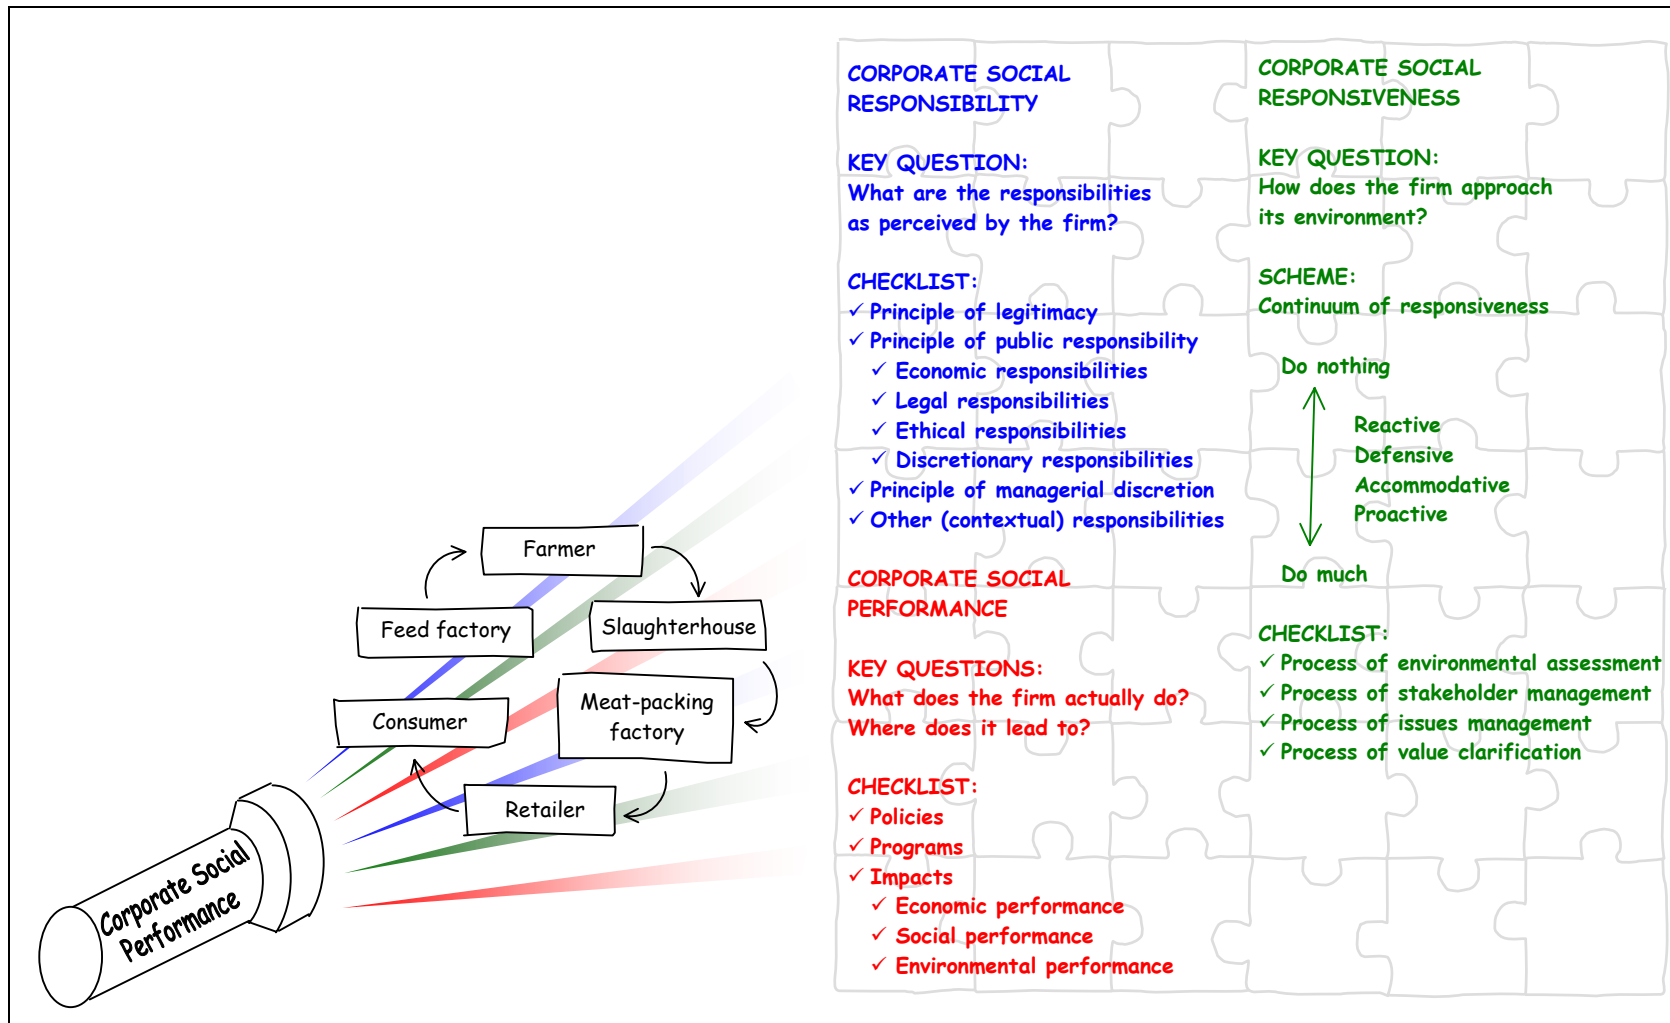 Farmer
Feed factory
Slaughterhouse
Consumer
Meat-packing
factory
Retailer
Corporate Social
Performance
CORPORATE SOCIAL
RESPONSIBILITY
KEY QUESTION:
What are the responsibilities
as perceived by the firm?
CHECKLIST:
✓ Principle of legitimacy
✓ Principle of public responsibility
✓ Economic responsibilities
✓ Legal responsibilities
✓ Ethical responsibilities
✓ Discretionary responsibilities
✓ Principle of managerial discretion
✓ Other (contextual) responsibilities
CORPORATE SOCIAL
PERFORMANCE
KEY QUESTIONS:
What does the firm actually do?
Where does it lead to?
CHECKLIST:
✓ Policies
✓ Programs
✓ Impacts
✓ Economic performance
✓ Social performance
✓ Environmental performance
CORPORATE SOCIAL
RESPONSIVENESS
KEY QUESTION:
How does the firm approach
its environment?
SCHEME:
Continuum of responsiveness
Do nothing
Reactive
Defensive
Accommodative
Proactive
Do much
CHECKLIST:
✓ Process of environmental assessment
✓ Process of stakeholder management
✓ Process of issues management
✓ Process of value clarification